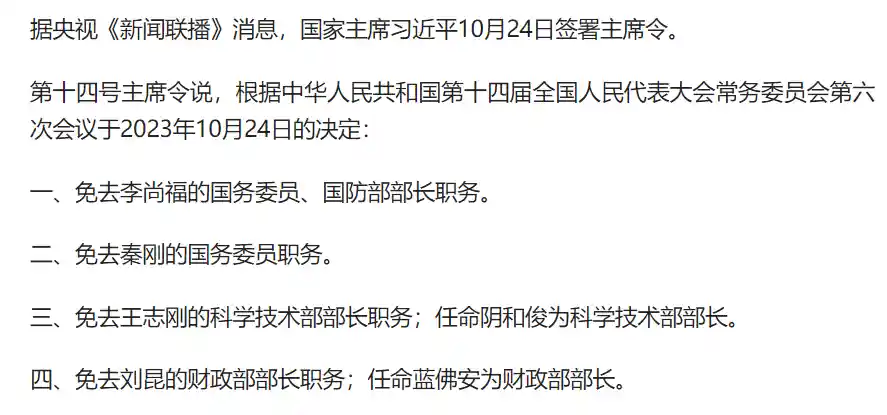 据央视《新闻联播》消息，国家主席习近平10月24日签署主席令。
第十四号主席令说，根据中华人民共和国第十四届全国人民代表大会常务委员会第六
次会议于2023年10月24日的决定：
一、免去李尚福的国务委员、国防部部长职务。
二、免去秦刚的国务委员职务。
三、免去王志刚的科学技术部部长职务；任命阴和俊为科学技术部部长。
四、免去刘昆的财政部部长职务；任命蓝佛安为财政部部长。